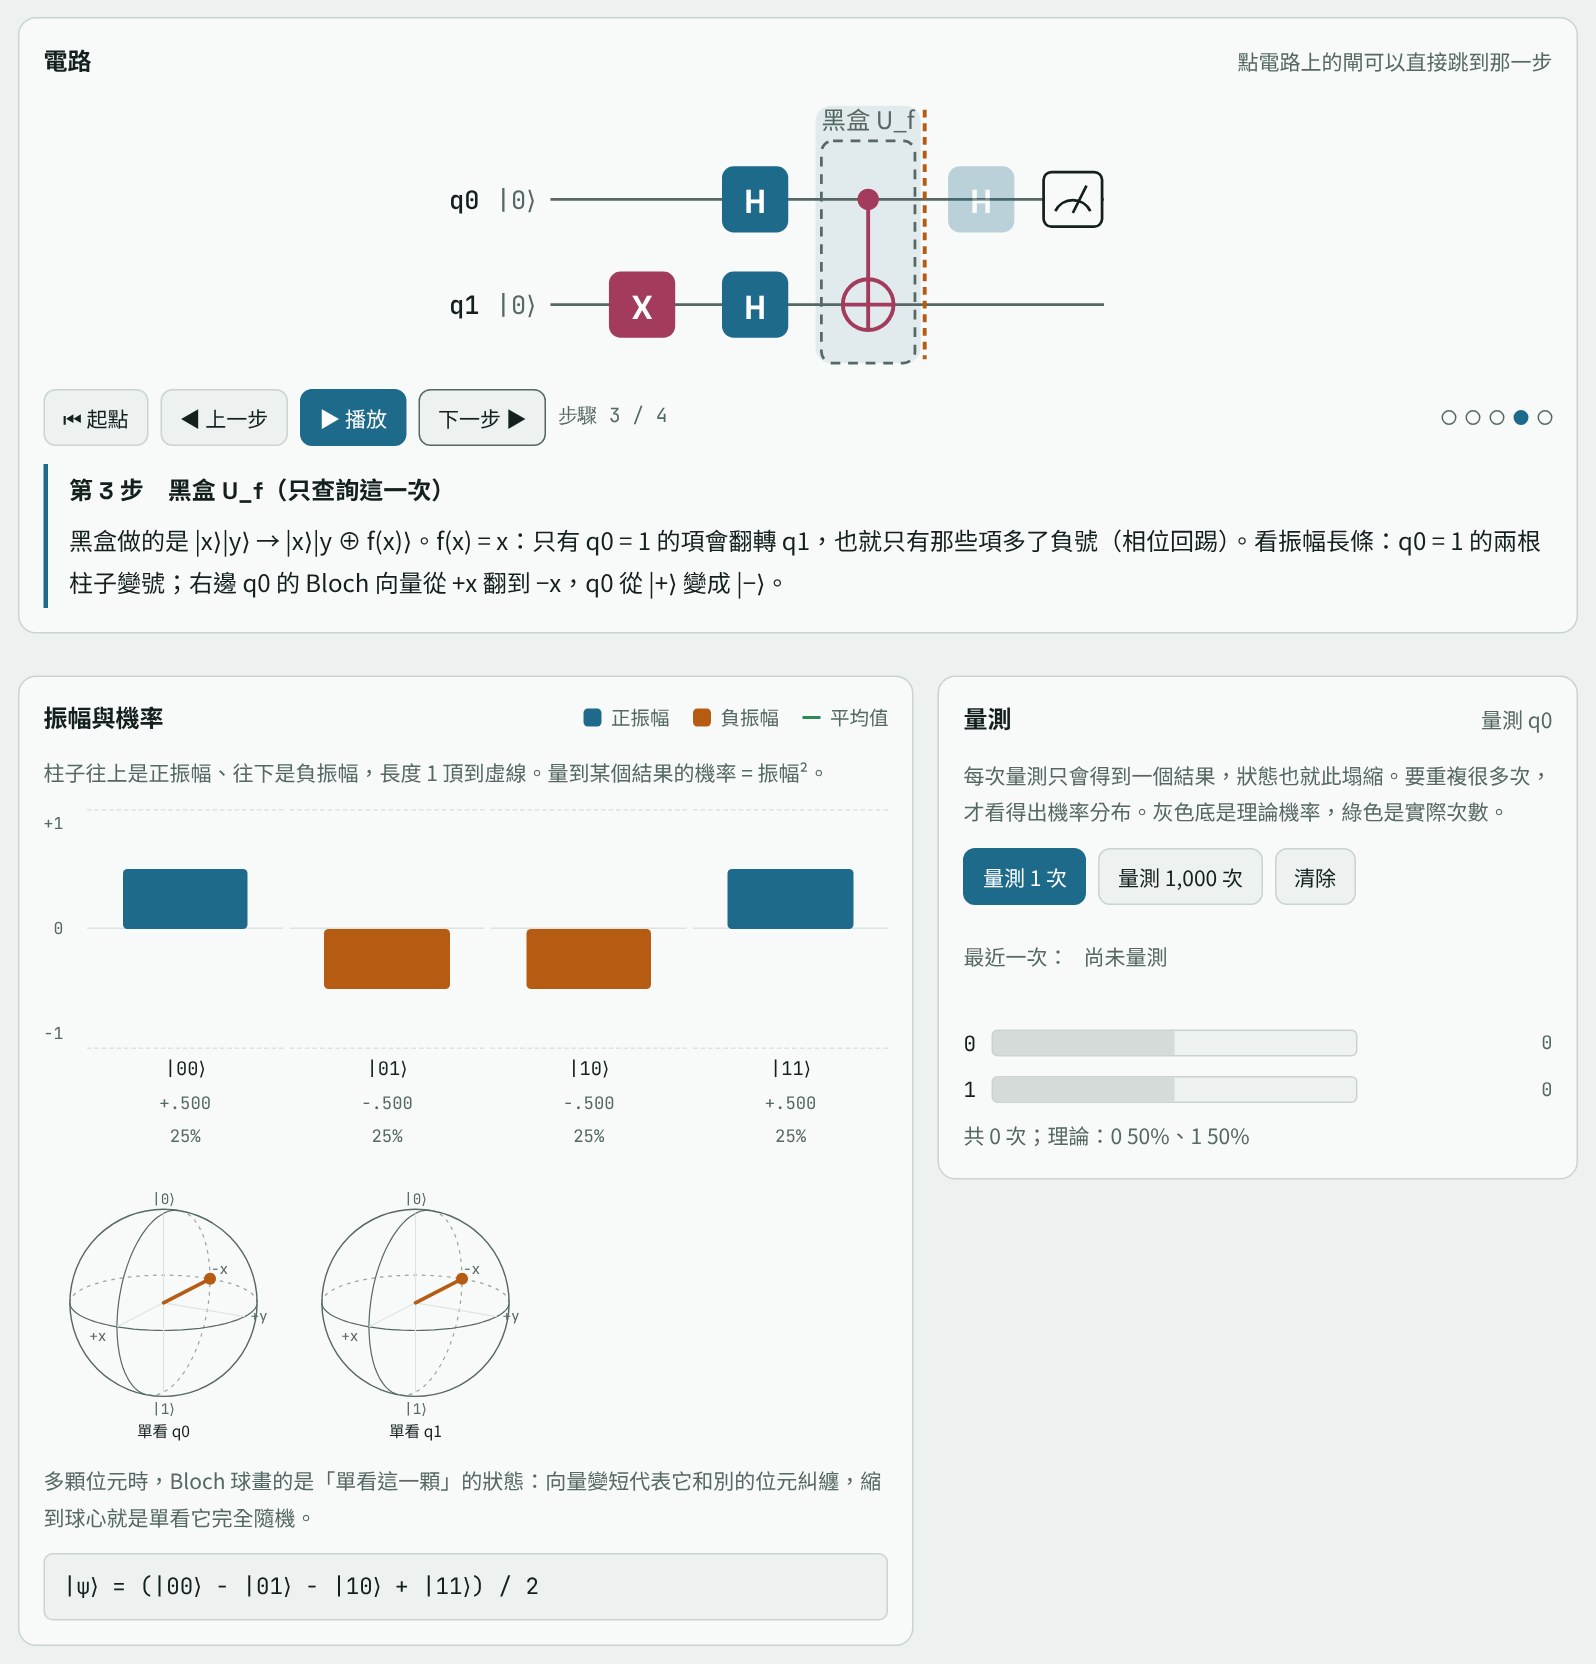 電路
點電路上的閘可以直接跳到那一步
黑盒 U_f
q0 |0⟩ H H
q1 |0⟩ X H
⏮ 起點 ◀ 上一步 ▶ 播放 下一步 ▶ 步驟 3 / 4
第 3 步 黑盒 U_f（只查詢這一次）
黑盒做的是 |x⟩|y⟩ → |x⟩|y ⊕ f(x)⟩。f(x) = x：只有 q0 = 1 的項會翻轉 q1，也就只有那些項多了負號（相位回踢）。看振幅長條：q0 = 1 的兩根
柱子變號；右邊 q0 的 Bloch 向量從 +x 翻到 −x，q0 從 |+⟩ 變成 |−⟩。
振幅與機率
正振幅 負振幅 平均值
柱子往上是正振幅、往下是負振幅，長度 1 頂到虛線。量到某個結果的機率 = 振幅²。
+1
0
-1
|00⟩ |01⟩ |10⟩ |11⟩
+.500 -.500 -.500 +.500
25% 25% 25% 25%
|0⟩ |0⟩
-x -x
+y +y
+x +x
|1⟩ |1⟩
單看 q0 單看 q1
多顆位元時，Bloch 球畫的是「單看這一顆」的狀態：向量變短代表它和別的位元糾纏，縮
到球心就是單看它完全隨機。
|ψ⟩ = (|00⟩ - |01⟩ - |10⟩ + |11⟩) / 2
量測
量測 q0
每次量測只會得到一個結果，狀態也就此塌縮。要重複很多次，
才看得出機率分布。灰色底是理論機率，綠色是實際次數。
量測 1 次 量測 1,000 次 清除
最近一次： 尚未量測
0 0
1 0
共 0 次；理論：0 50%、1 50%